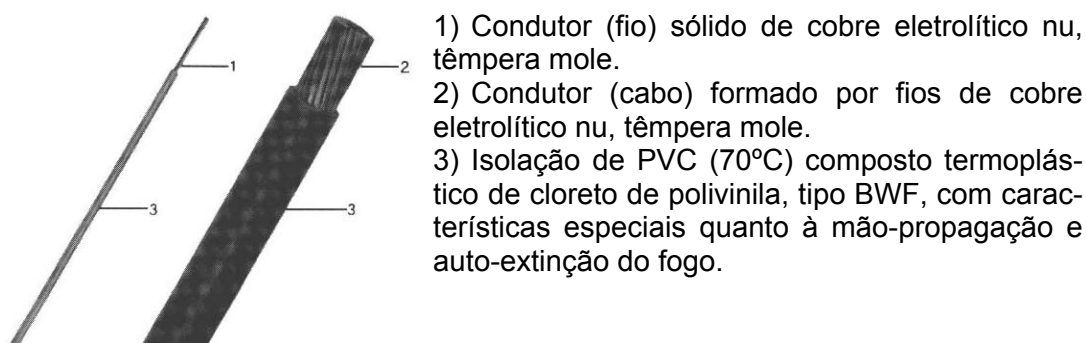 1) Condutor (fio) sólido de cobre eletrolítico nu,
têmpera mole.
2) Condutor (cabo) formado por fios de cobre
eletrolítico nu, têmpera mole.
3) Isolação de PVC (70ºC) composto termoplás-
tico de cloreto de polivinila, tipo BWF, com carac-
terísticas especiais quanto à mão-propagação e
auto-extinção do fogo.
1
2
3
3